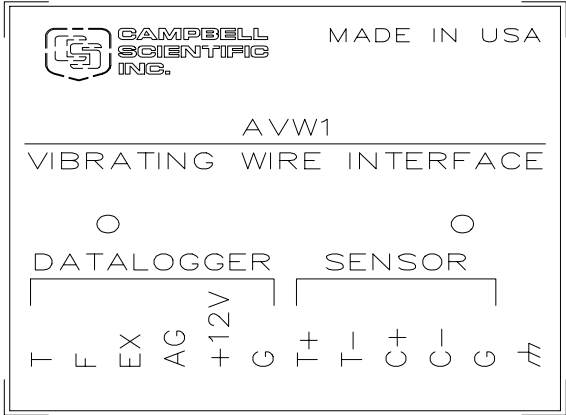 CAMPBELL
SCIENTIFIC
INC.
MADE IN USA
AVW1
VIBRATING WIRE INTERFACE
DATALOGGER
SENSOR
T F EX AG +12V G T+ T- C+ C- G